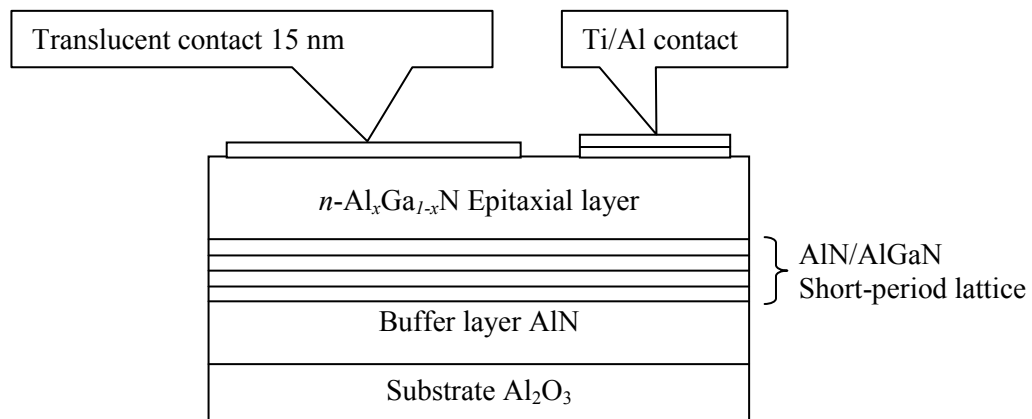 Translucent contact 15 nm
Ti/Al contact
n-AlₓGa₁₋ₓN Epitaxial layer
AlN/AlGaN
Short-period lattice
Buffer layer AlN
Substrate Al₂O₃